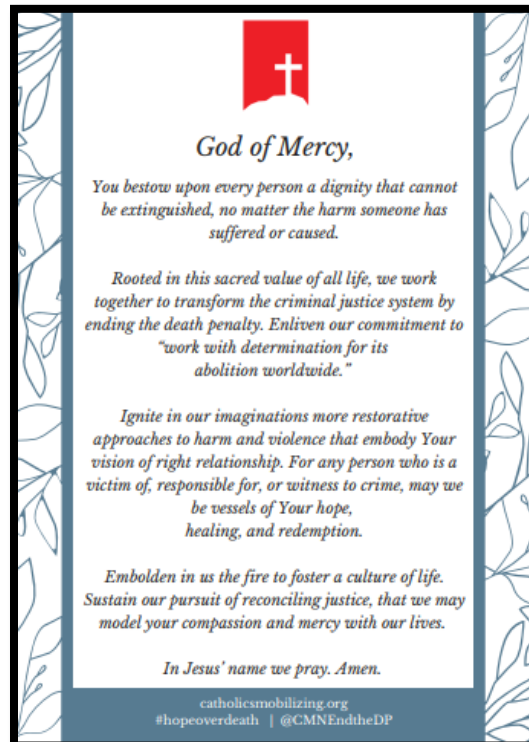 God of Mercy,
You bestow upon every person a dignity that cannot
be extinguished, no matter the harm someone has
suffered or caused.
Rooted in this sacred value of all life, we work
together to transform the criminal justice system by
ending the death penalty. Enliven our commitment to
“work with determination for its
abolition worldwide.”
Ignite in our imaginations more restorative
approaches to harm and violence that embody Your
vision of right relationship. For any person who is a
victim of, responsible for, or witness to crime, may we
be vessels of Your hope,
healing, and redemption.
Embolden in us the fire to foster a culture of life.
Sustain our pursuit of reconciling justice, that we may
model your compassion and mercy with our lives.
In Jesus' name we pray. Amen.
catholicsmobilizing.org
#hopeoverdeath | @CMNEndtheDP